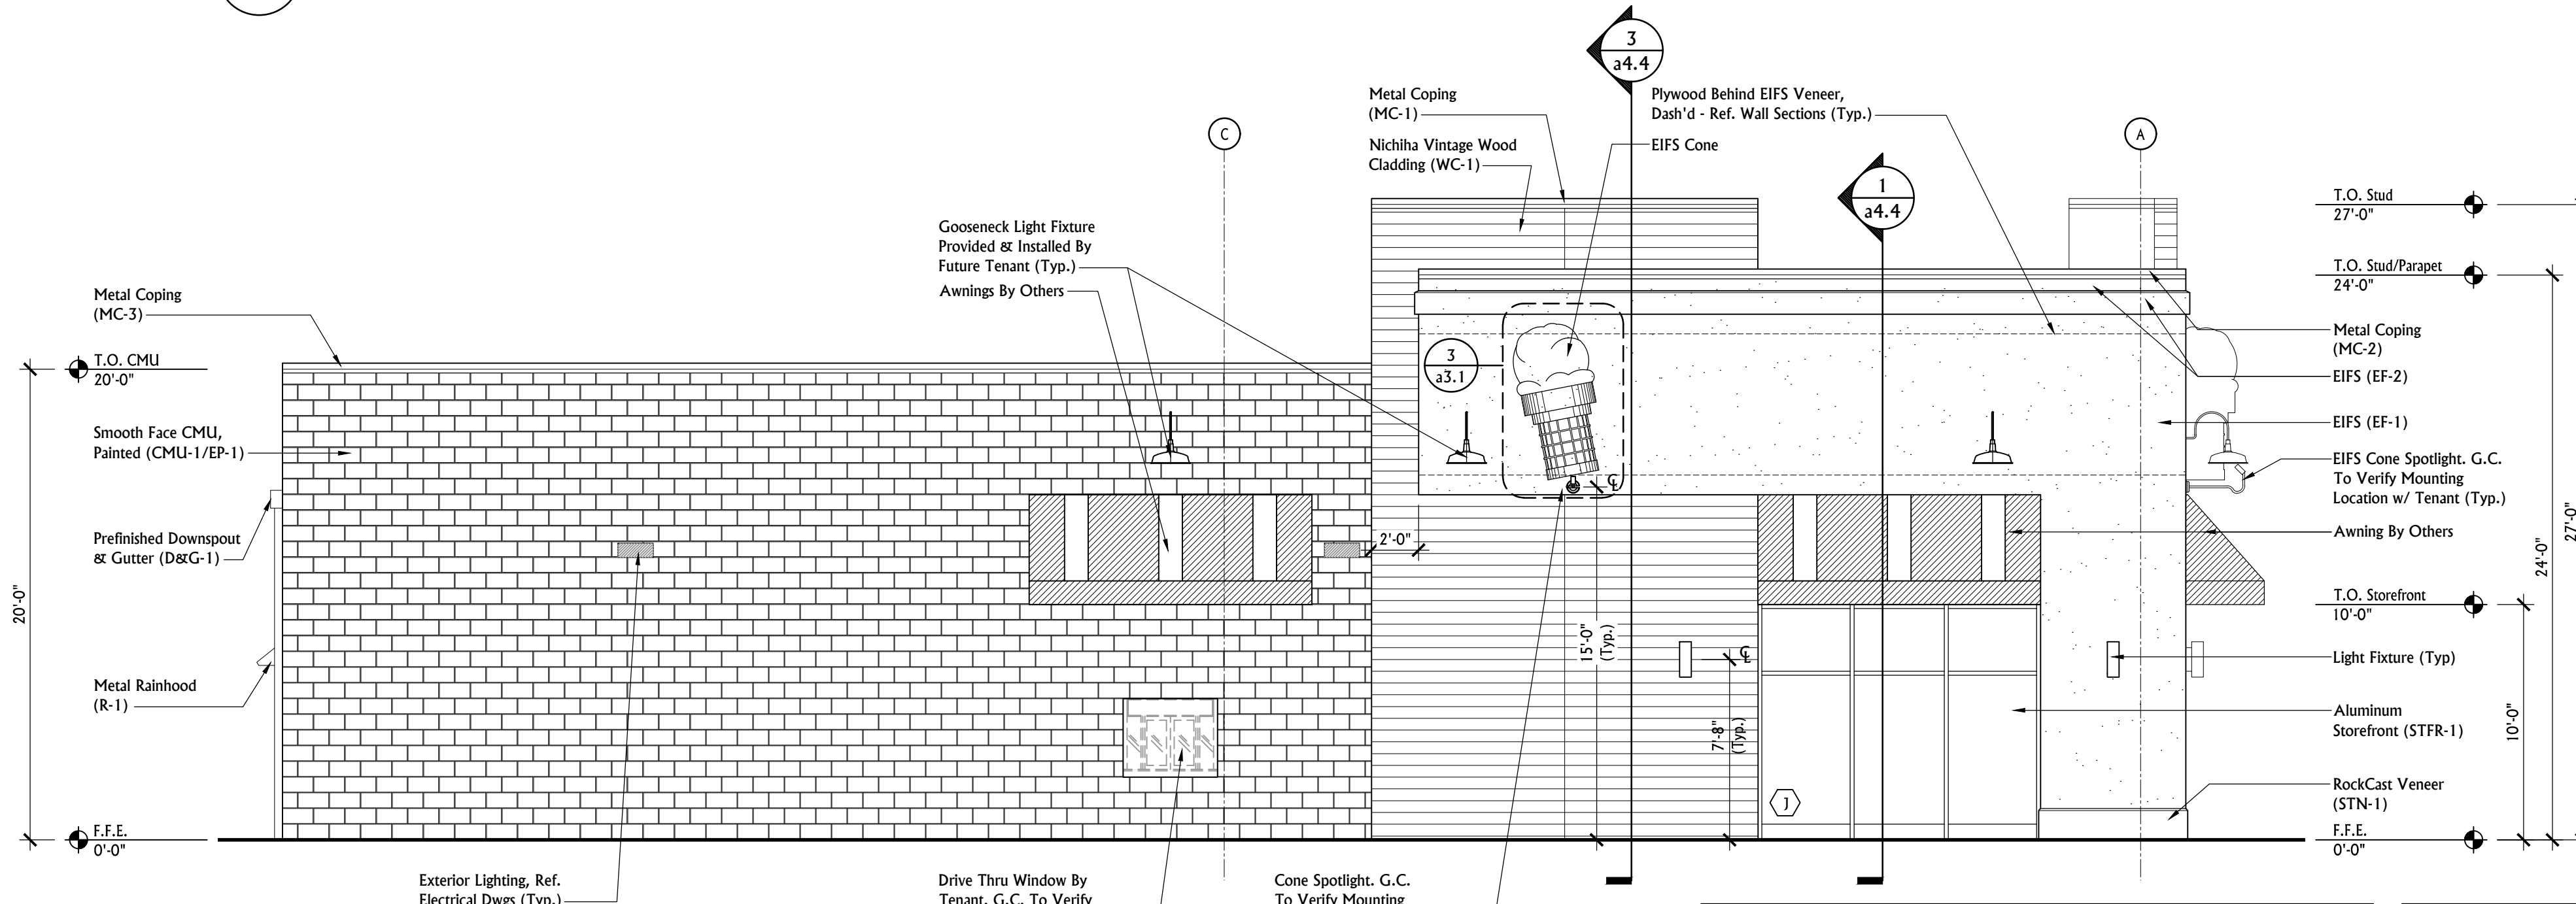 3
a4.4
Metal Coping
(MC-1)
Plywood Behind EIFS Veneer,
Dash'd - Ref. Wall Sections (Typ.)
C
A
Nichiha Vintage Wood
Cladding (WC-1)
EIFS Cone
1
a4.4
T.O. Stud
27'-0"
Gooseneck Light Fixture
Provided & Installed By
Future Tenant (Typ.)
Awnings By Others
T.O. Stud/Parapet
24'-0"
Metal Coping
(MC-3)
T.O. CMU
20'-0"
3
a3.1
Metal Coping
(MC-2)
EIFS (EF-2)
EIFS (EF-1)
Smooth Face CMU,
Painted (CMU-1/EP-1)
EIFS Cone Spotlight. G.C.
To Verify Mounting
Location w/ Tenant (Typ.)
Prefinished Downspout
& Gutter (D&G-1)
2'-0"
Awning By Others
27'-0"
24'-0"
20'-0"
T.O. Storefront
10'-0"
15'-0"
(Typ.)
Light Fixture (Typ)
Metal Rainhood
(R-1)
7'-8"
(Typ.)
Aluminum
Storefront (STFR-1)
10'-0"
J
RockCast Veneer
(STN-1)
F.F.E.
0'-0"
F.F.E.
0'-0"
Exterior Lighting, Ref.
Electrical Dwgs (Typ.)
Drive Thru Window By
Tenant. G.C. To Verify
Cone Spotlight. G.C.
To Verify Mounting